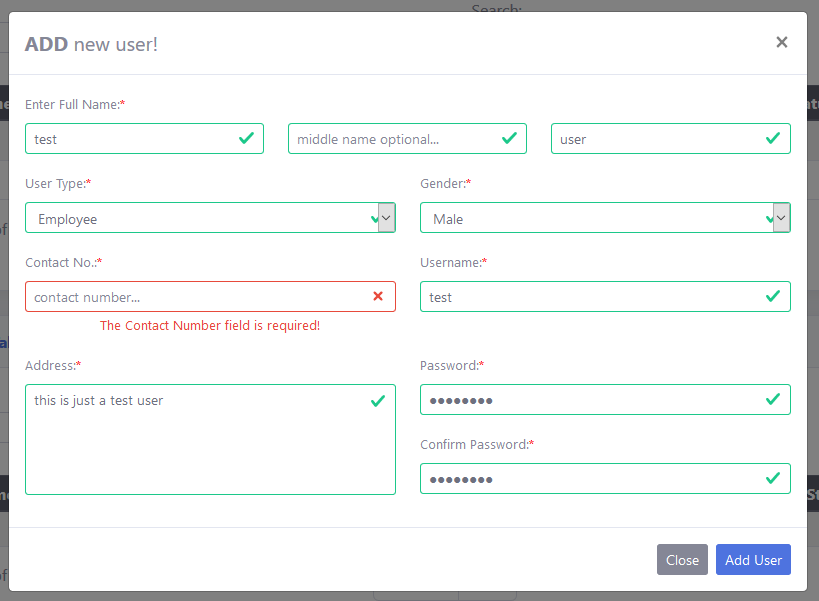 Search:
ADD new user! ×
Enter Full Name:*
test middle name optional... user
User Type:* Gender:*
Employee Male
Contact No.:* Username:*
contact number... test
The Contact Number field is required!
Address:* Password:*
this is just a test user ●●●●●●●●
Confirm Password:*
●●●●●●●●
Close Add User